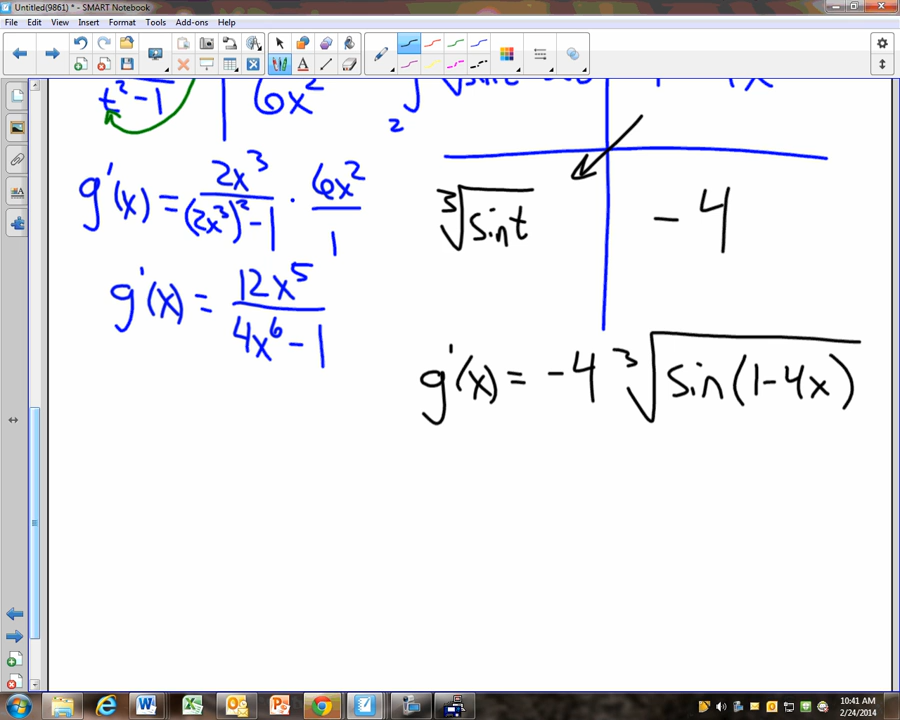 Untitled(9861) * - SMART Notebook
File Edit View Insert Format Tools Add-ons Help
t² - 1 | 6x²
2
g'(x) = 2x³/((2x³)² - 1) · 6x²/1
g'(x) = 12x⁵/(4x⁶ - 1)
∛sin t | - 4
g'(x) = -4 ∛sin(1-4x)
10:41 AM
2/24/2014